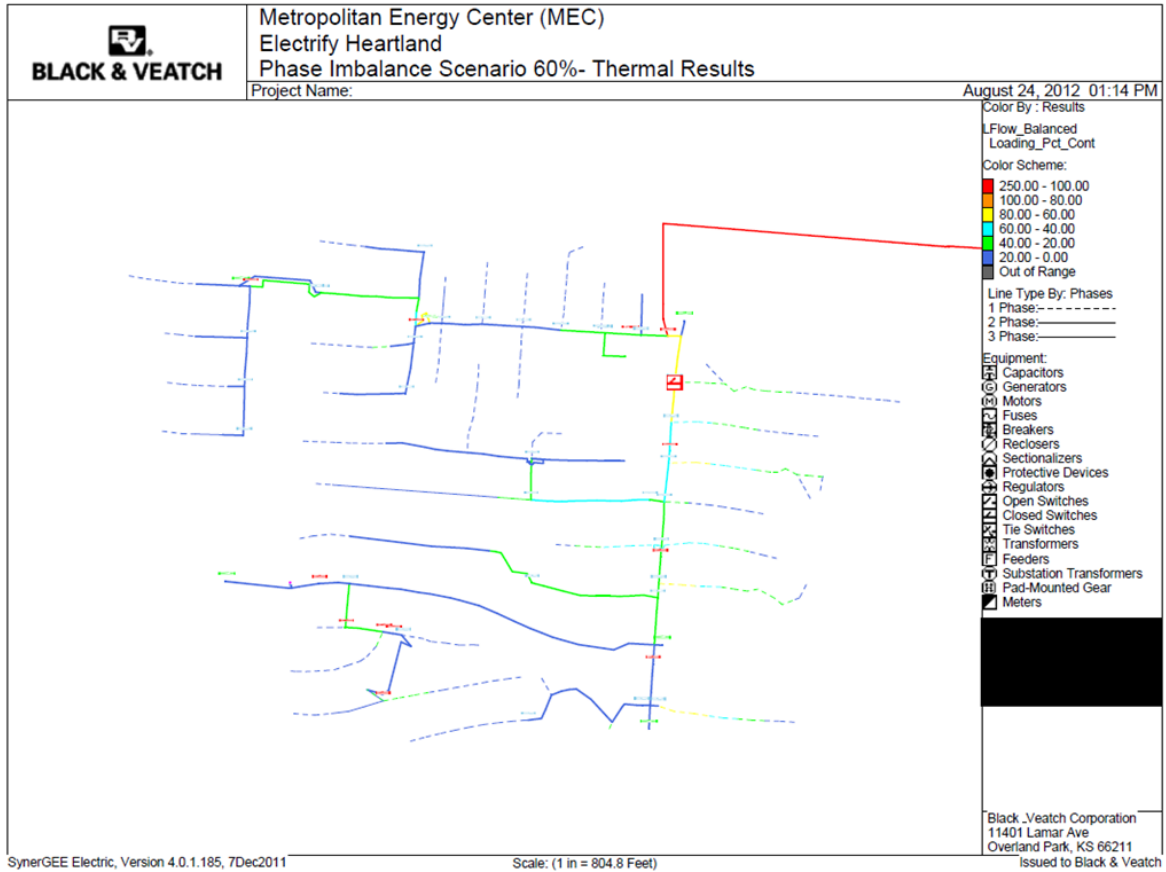 BV
BLACK & VEATCH
Metropolitan Energy Center (MEC)
Electrify Heartland
Phase Imbalance Scenario 60%- Thermal Results
Project Name:
August 24, 2012 01:14 PM
Color By : Results
LFlow_Balanced
Loading_Pct_Cont
Color Scheme:
250.00 - 100.00
100.00 - 80.00
80.00 - 60.00
60.00 - 40.00
40.00 - 20.00
20.00 - 0.00
Out of Range
Line Type By: Phases
1 Phase:
2 Phase:
3 Phase:
Equipment:
Capacitors
Generators
Motors
Fuses
Breakers
Reclosers
Sectionalizers
Protective Devices
Regulators
Open Switches
Closed Switches
Tie Switches
Transformers
Feeders
Substation Transformers
Pad-Mounted Gear
Meters
Black_Veatch Corporation
11401 Lamar Ave
Overland Park, KS 66211
SynerGEE Electric, Version 4.0.1.185, 7Dec2011
Scale: (1 in = 804.8 Feet)
Issued to Black & Veatch